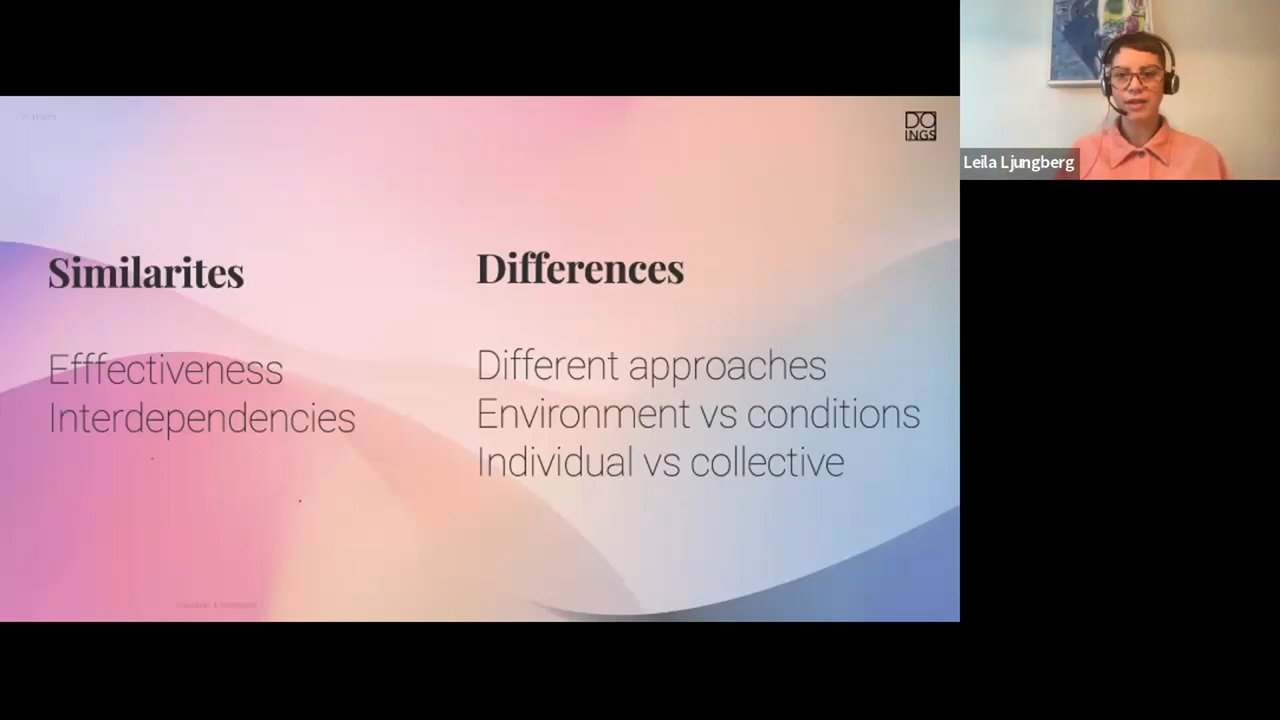 DO
INGS
Similarites
Efffectiveness
Interdependencies
Differences
Different approaches
Environment vs conditions
Individual vs collective
Leila Ljungberg